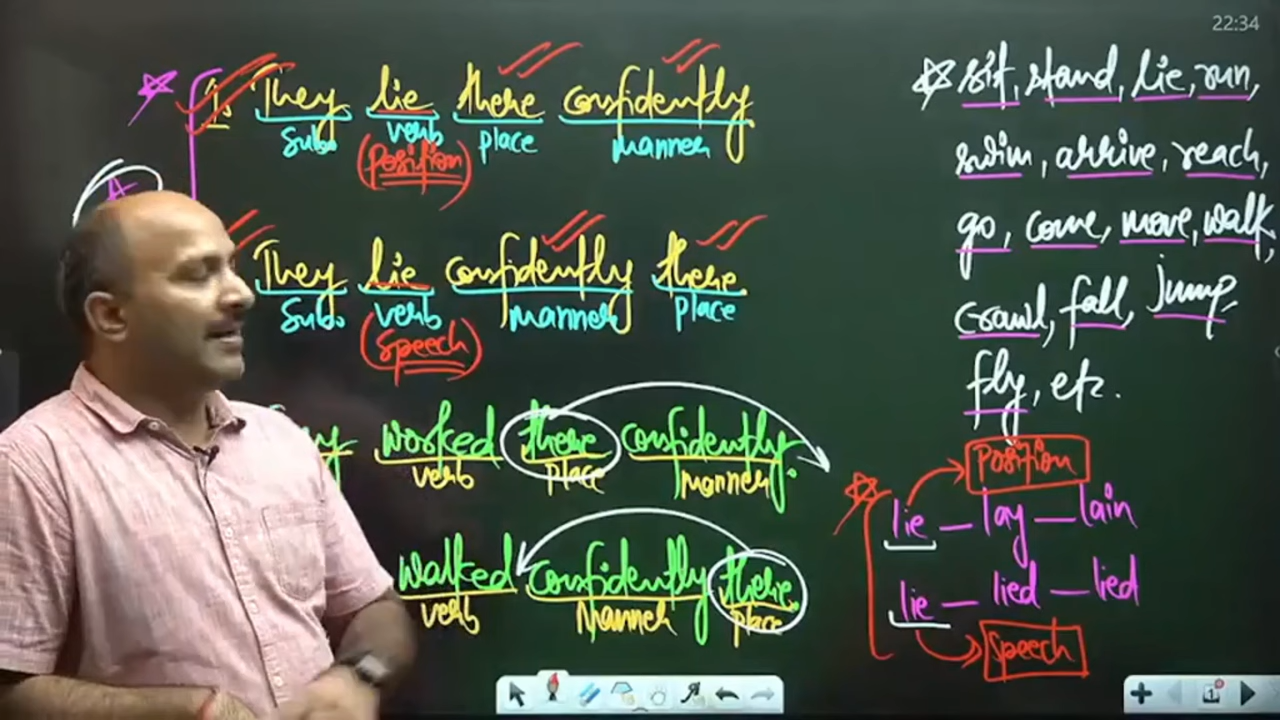 22:34
Is They lie there confidently
Sub. verb place manner
(Position)
A
They lie confidently there
Sub. verb manner place
(Speech)
worked there confidently.
verb place manner
walked confidently there
verb Manner place
sit, stand, lie, run,
swim, arrive, reach,
go, come, move, walk,
crawl, fall, jump,
fly, etc.
Position
lie – lay – lain
lie – lied – lied
Speech
1